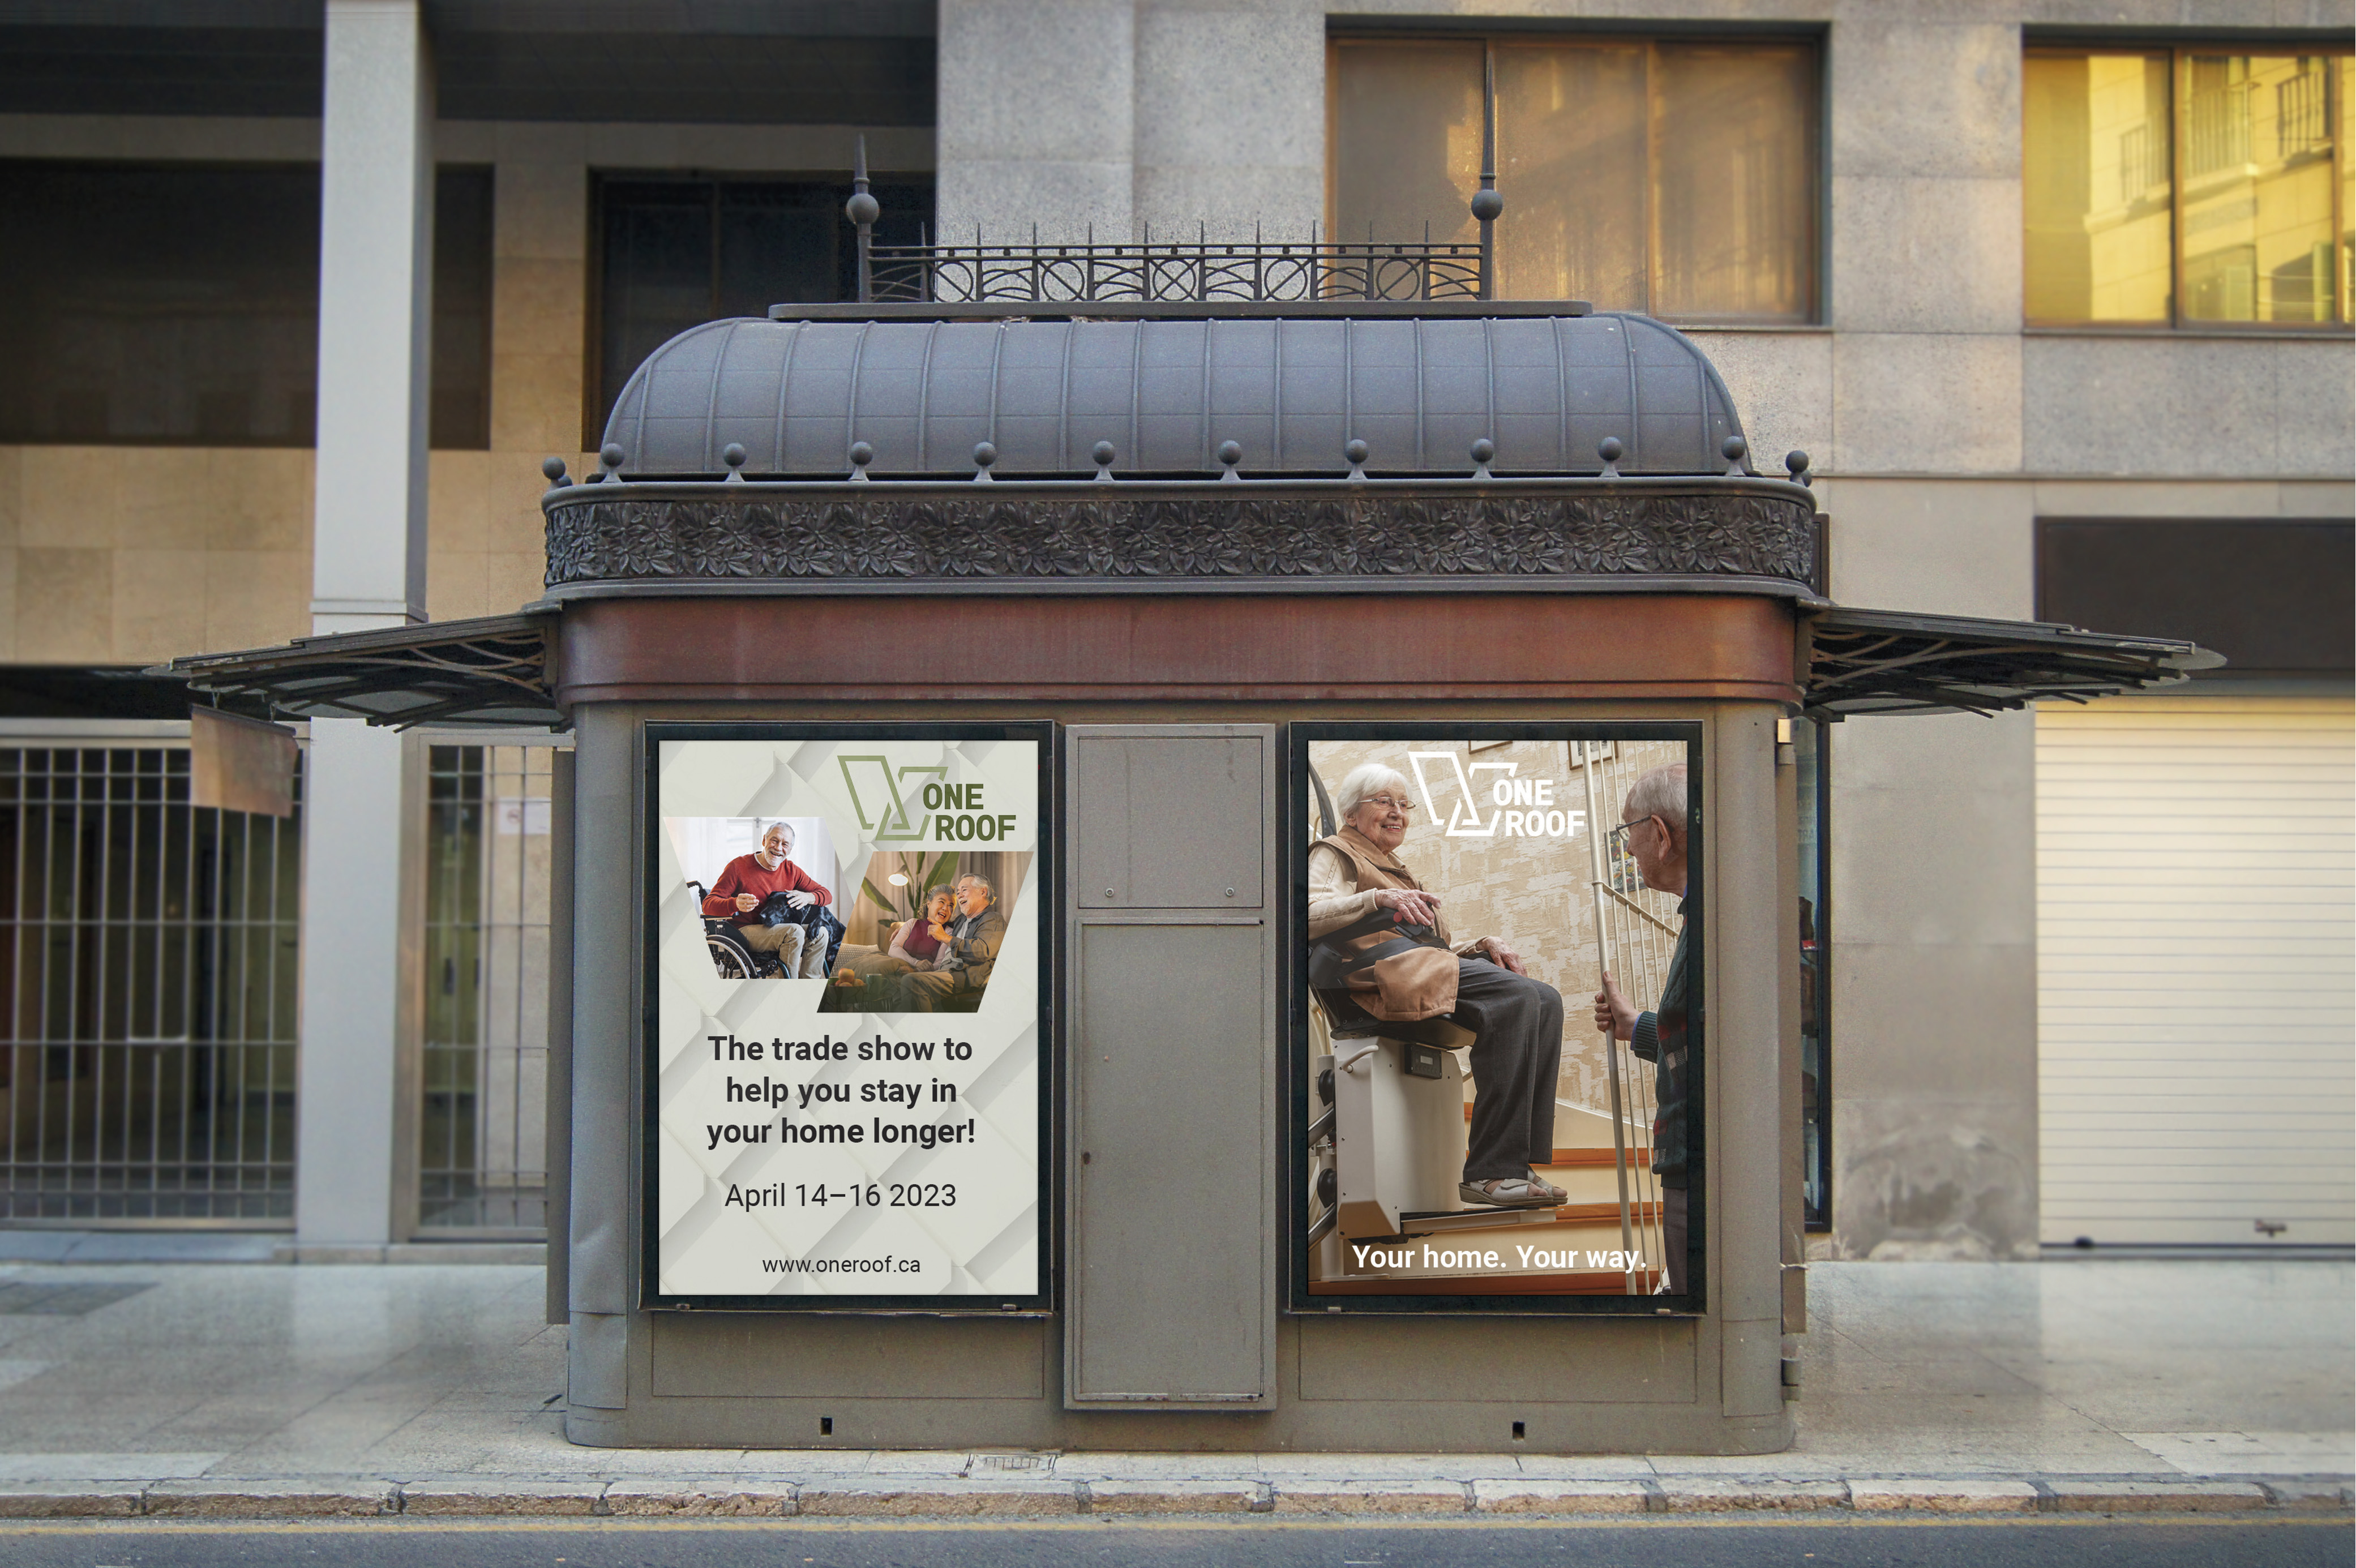 ONE
ROOF
The trade show to
help you stay in
your home longer!
April 14–16 2023
www.oneroof.ca
ONE
ROOF
Your home. Your way.